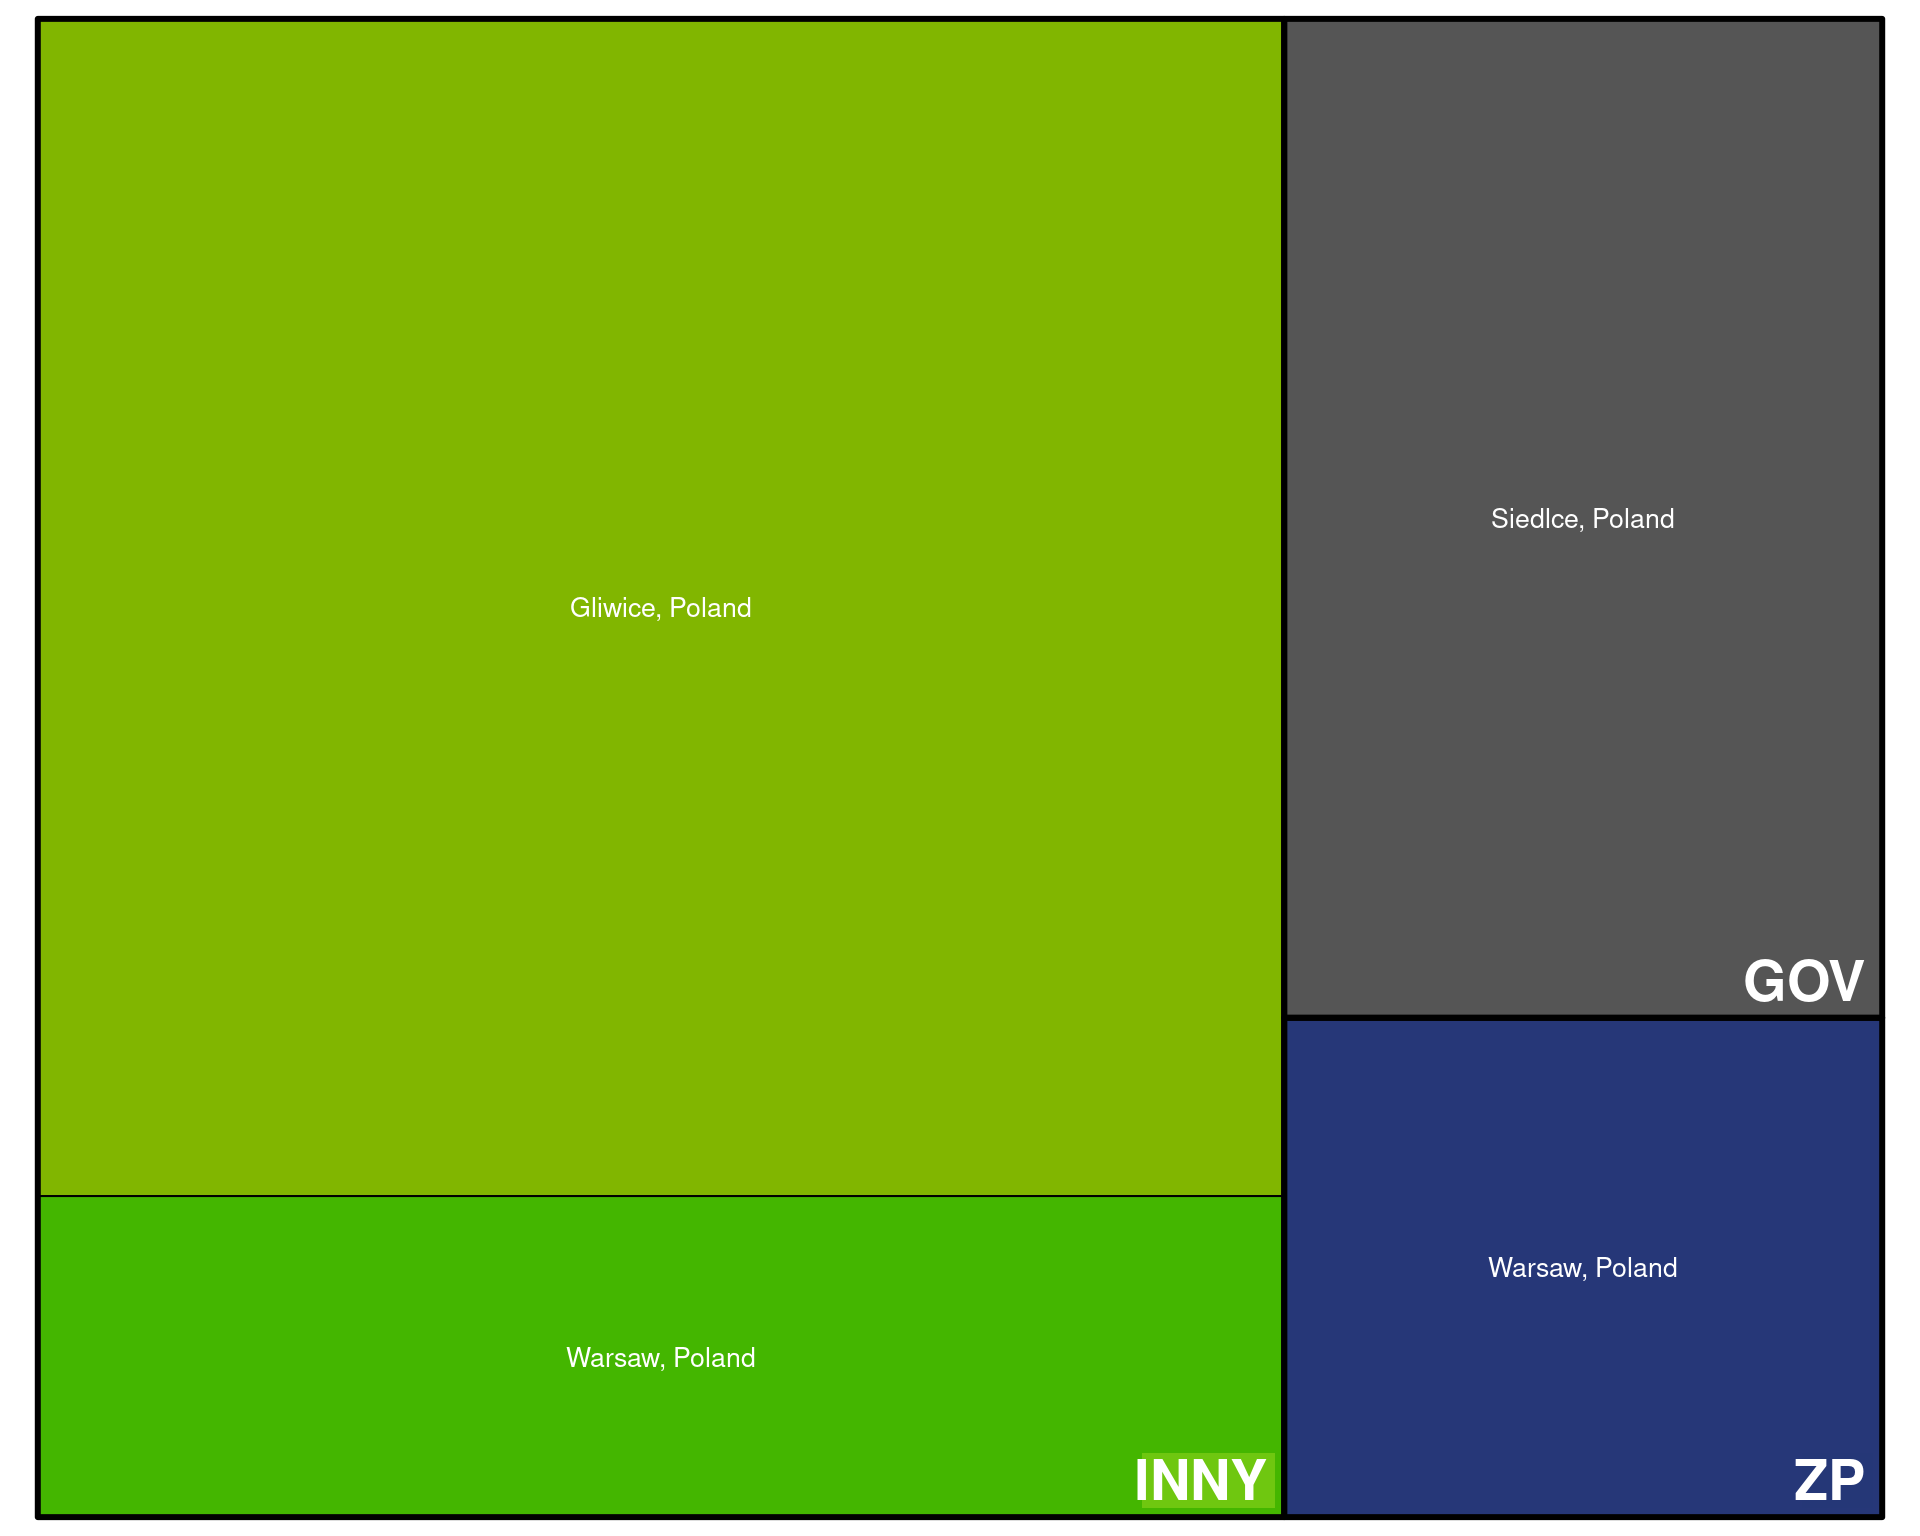 Gliwice, Poland
Warsaw, Poland
INNY
Siedlce, Poland
GOV
Warsaw, Poland
ZP